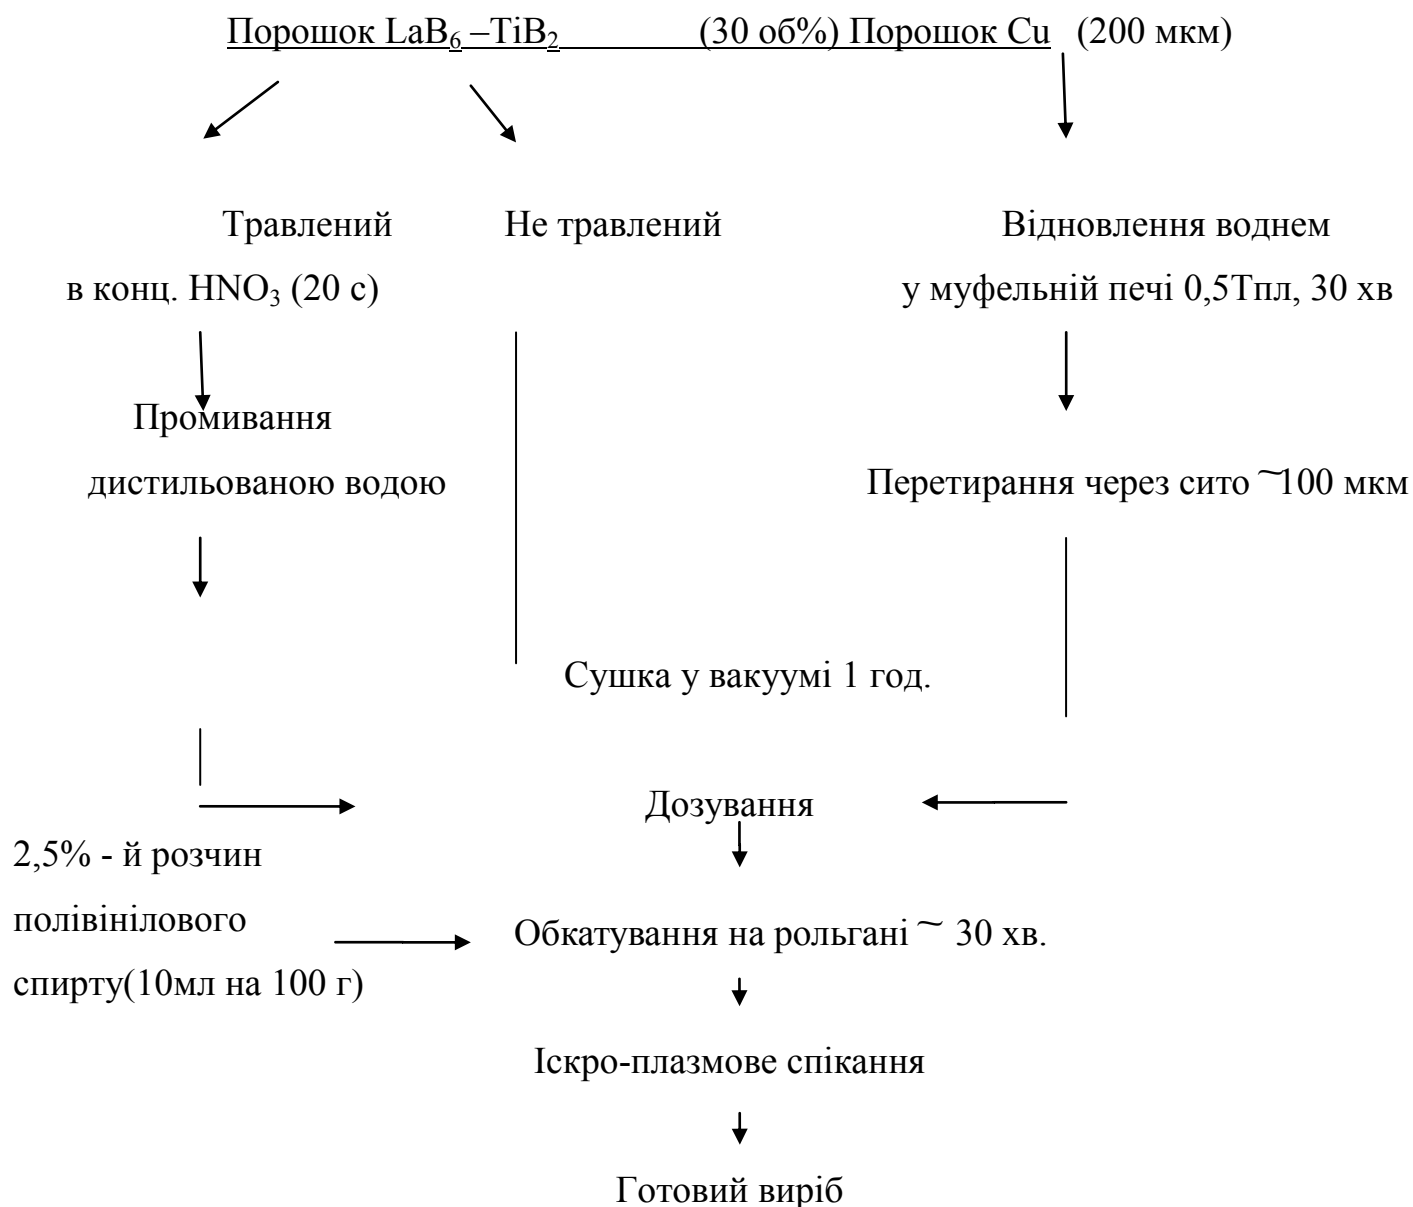 Порошок LaB₆ –TiB₂ (30 об%) Порошок Cu (200 мкм)
Травлений
в конц. HNO₃ (20 с)
Не травлений
Відновлення воднем
у муфельній печі 0,5Тпл, 30 хв
Промивання
дистильованою водою
Перетирання через сито ~100 мкм
Сушка у вакуумі 1 год.
Дозування
2,5% - й розчин
полівінілового
спирту(10мл на 100 г)
Обкатування на рольгані ~ 30 хв.
Іскро-плазмове спікання
Готовий виріб